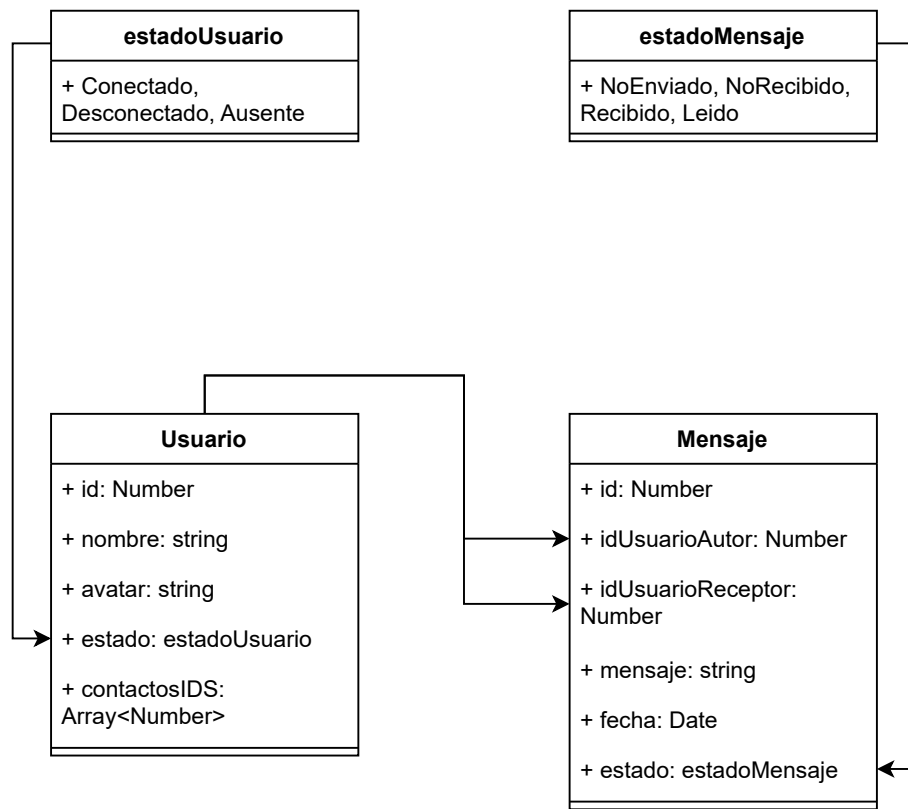 estadoUsuario
+ Conectado,
Desconectado, Ausente
estadoMensaje
+ NoEnviado, NoRecibido,
Recibido, Leido
Usuario
+ id: Number
+ nombre: string
+ avatar: string
+ estado: estadoUsuario
+ contactosIDS:
Array<Number>
Mensaje
+ id: Number
+ idUsuarioAutor: Number
+ idUsuarioReceptor:
Number
+ mensaje: string
+ fecha: Date
+ estado: estadoMensaje